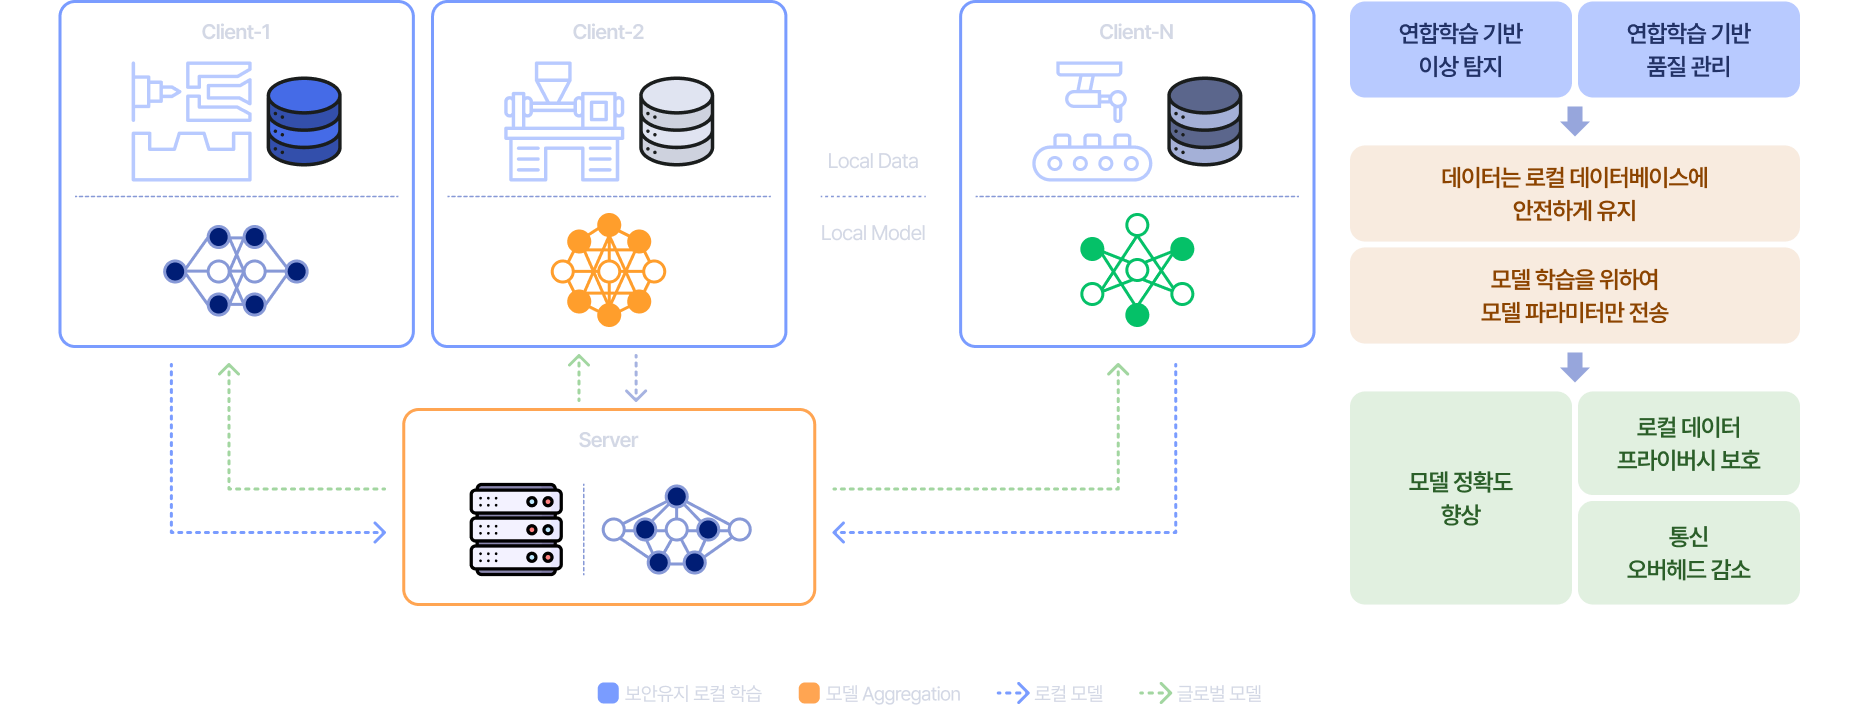 Client-1
Client-2
Client-N
Local Data
Local Model
Server
보안유지 로컬 학습
모델 Aggregation
로컬 모델
글로벌 모델
연합학습 기반
이상 탐지
연합학습 기반
품질 관리
데이터는 로컬 데이터베이스에
안전하게 유지
모델 학습을 위하여
모델 파라미터만 전송
모델 정확도
향상
로컬 데이터
프라이버시 보호
통신
오버헤드 감소